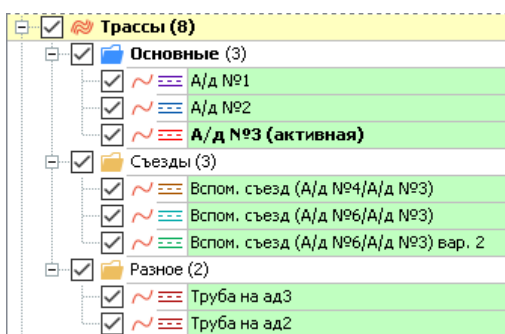 Трассы (8)
Основные (3)
А/д №1
А/д №2
А/д №3 (активная)
Съезды (3)
Вспом. съезд (А/д №4/А/д №3)
Вспом. съезд (А/д №6/А/д №3)
Вспом. съезд (А/д №6/А/д №3) вар. 2
Разное (2)
Труба на ад3
Труба на ад2